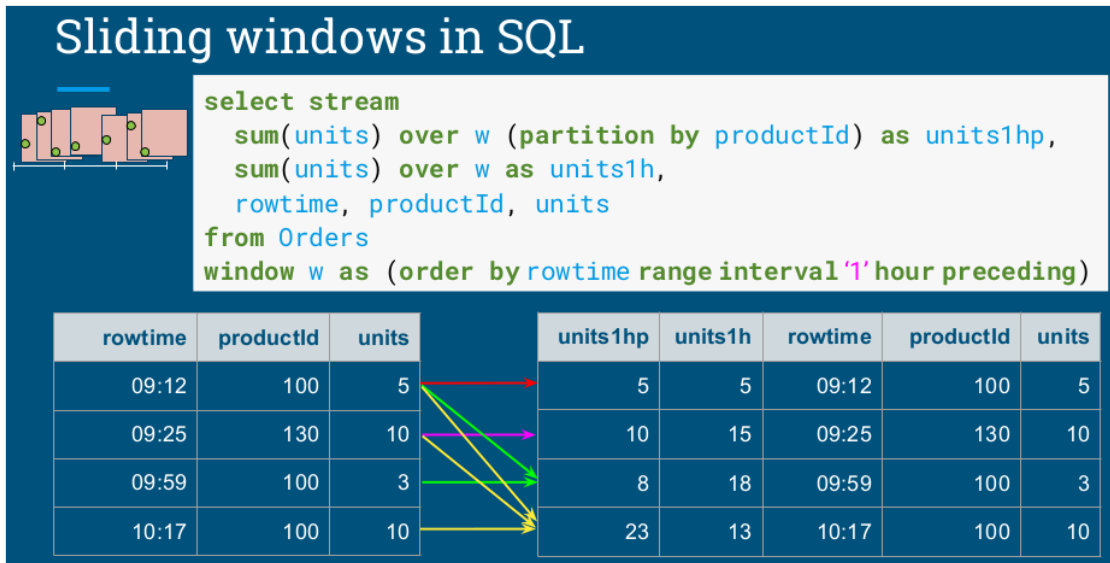 Sliding windows in SQL
select stream
sum(units) over w (partition by productId) as units1hp,
sum(units) over w as units1h,
rowtime, productId, units
from Orders
window w as (order by rowtime range interval ‘1’ hour preceding)
rowtime productId units
09:12 100 5
09:25 130 10
09:59 100 3
10:17 100 10
units1hp units1h rowtime productId units
5 5 09:12 100 5
10 15 09:25 130 10
8 18 09:59 100 3
23 13 10:17 100 10